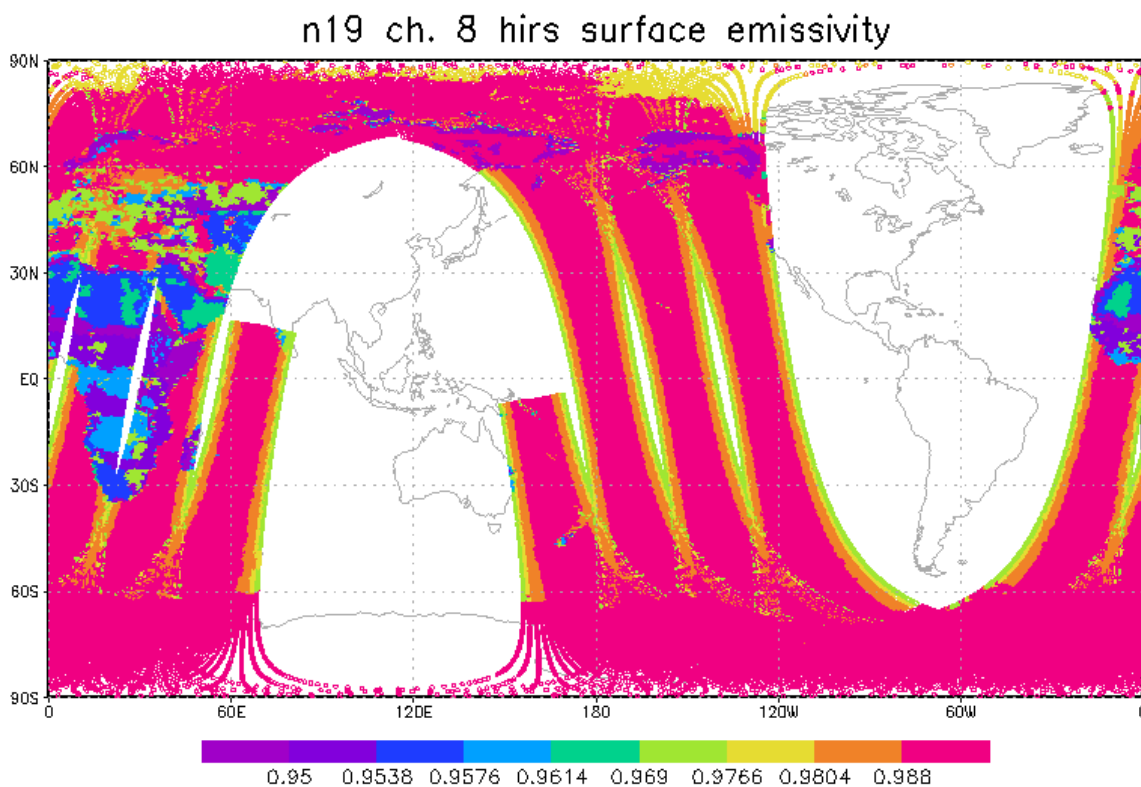 n19 ch. 8 hirs surface emissivity
90N
60N
30N
EQ
30S
60S
90S
0 60E 120E 180 120W 60W 0
0.95 0.9538 0.9576 0.9614 0.969 0.9766 0.9804 0.988